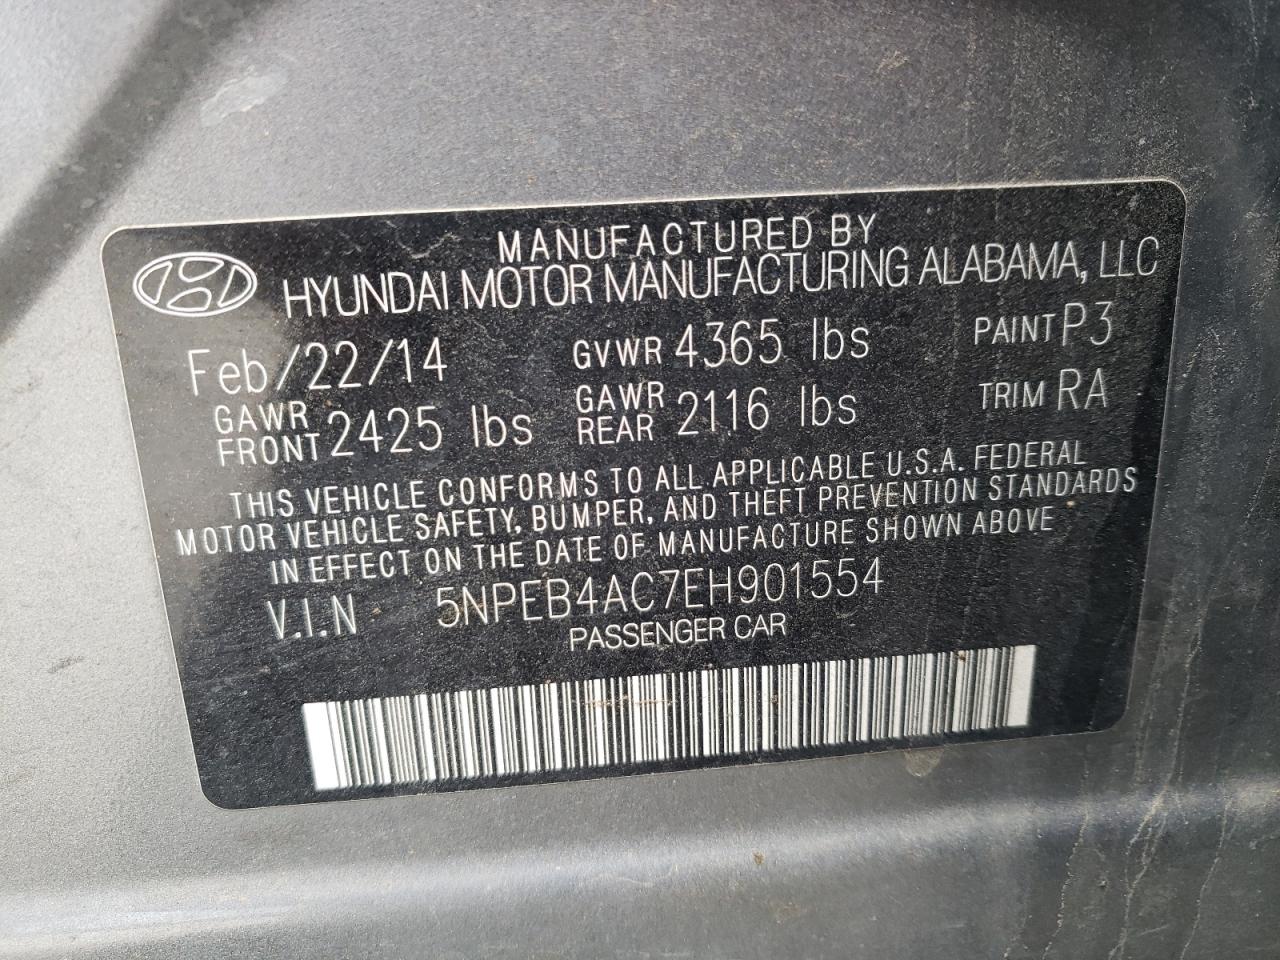 MANUFACTURED BY
HYUNDAI MOTOR MANUFACTURING ALABAMA, LLC
Feb/22/14 GVWR 4365 lbs PAINT P3
GAWR FRONT 2425 lbs GAWR REAR 2116 lbs TRIM RA
THIS VEHICLE CONFORMS TO ALL APPLICABLE U.S.A. FEDERAL
MOTOR VEHICLE SAFETY, BUMPER, AND THEFT PREVENTION STANDARDS
IN EFFECT ON THE DATE OF MANUFACTURE SHOWN ABOVE
V.I.N 5NPEB4AC7EH901554
PASSENGER CAR